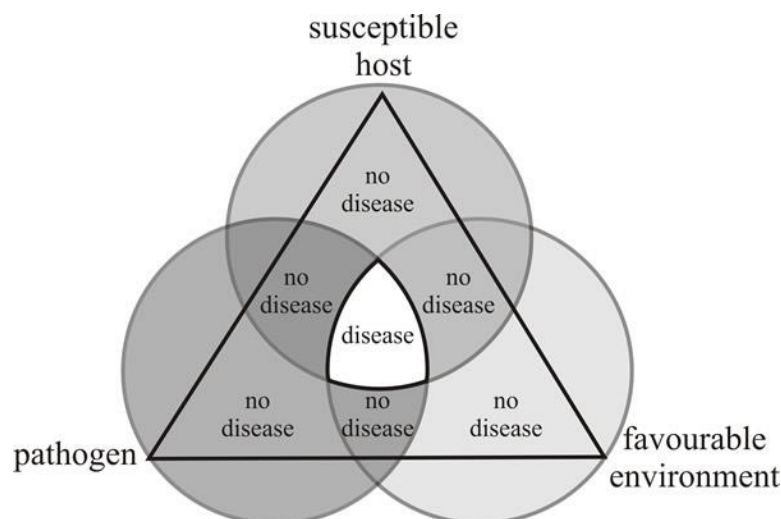 susceptible
host
no
disease
no
disease
no
disease
disease
no
disease
no
disease
no
disease
pathogen
favourable
environment